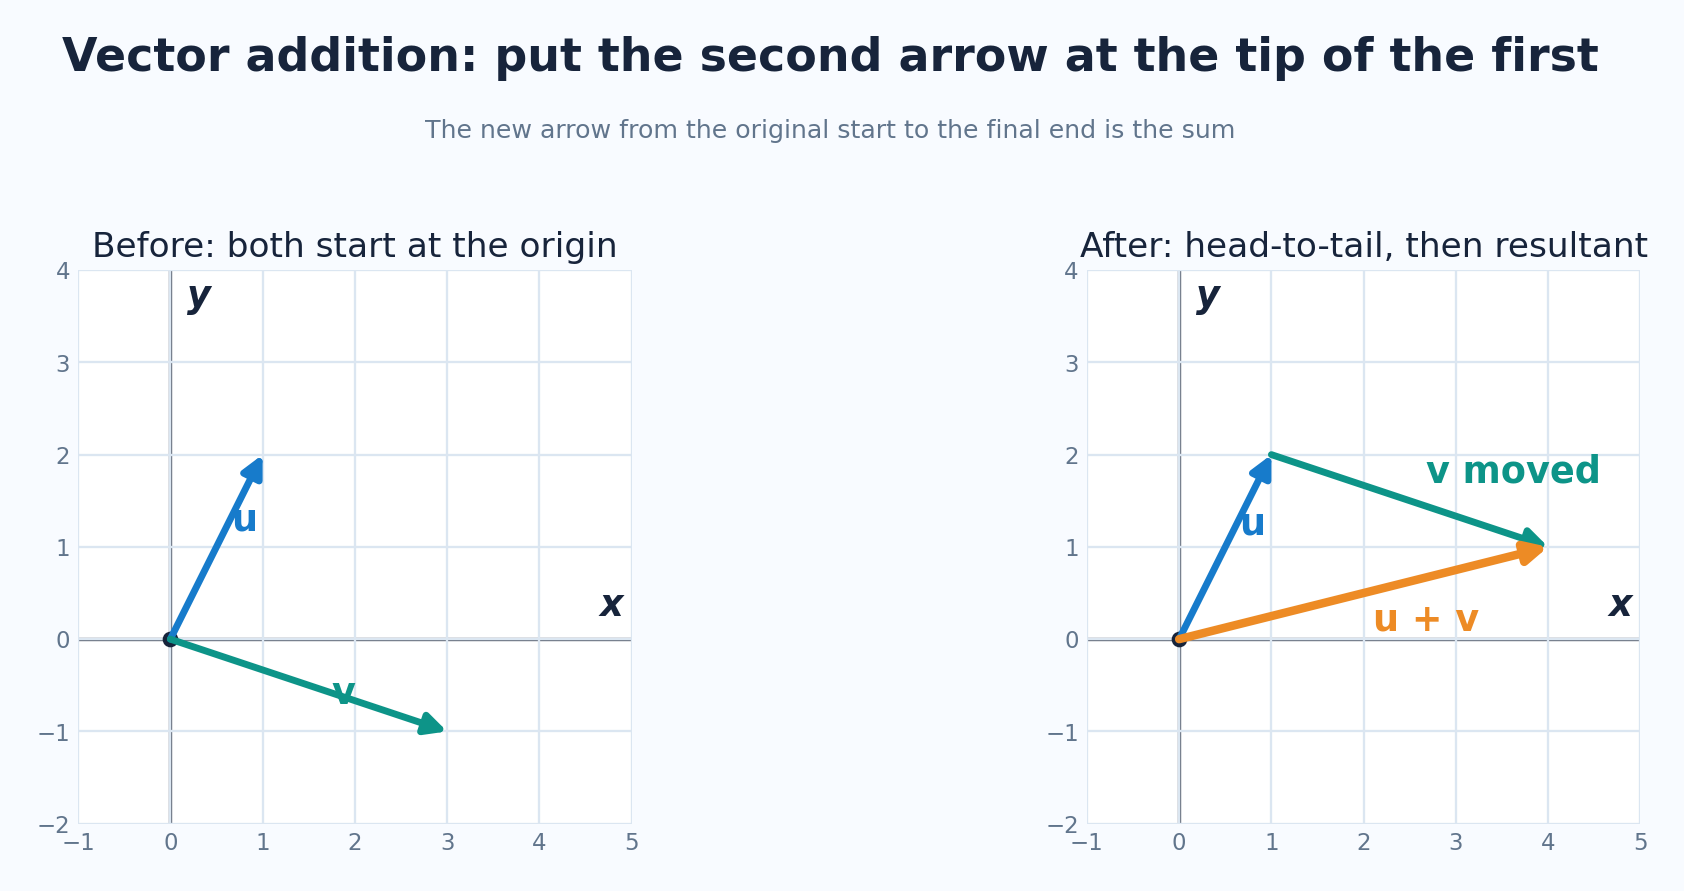 Vector addition: put the second arrow at the tip of the first
The new arrow from the original start to the final end is the sum
Before: both start at the origin
4
y
3
2
u
1
x
0
v
−1
−2
−1 0 1 2 3 4 5
After: head-to-tail, then resultant
4
y
3
2
v moved
u
1
x
u + v
0
−1
−2
−1 0 1 2 3 4 5